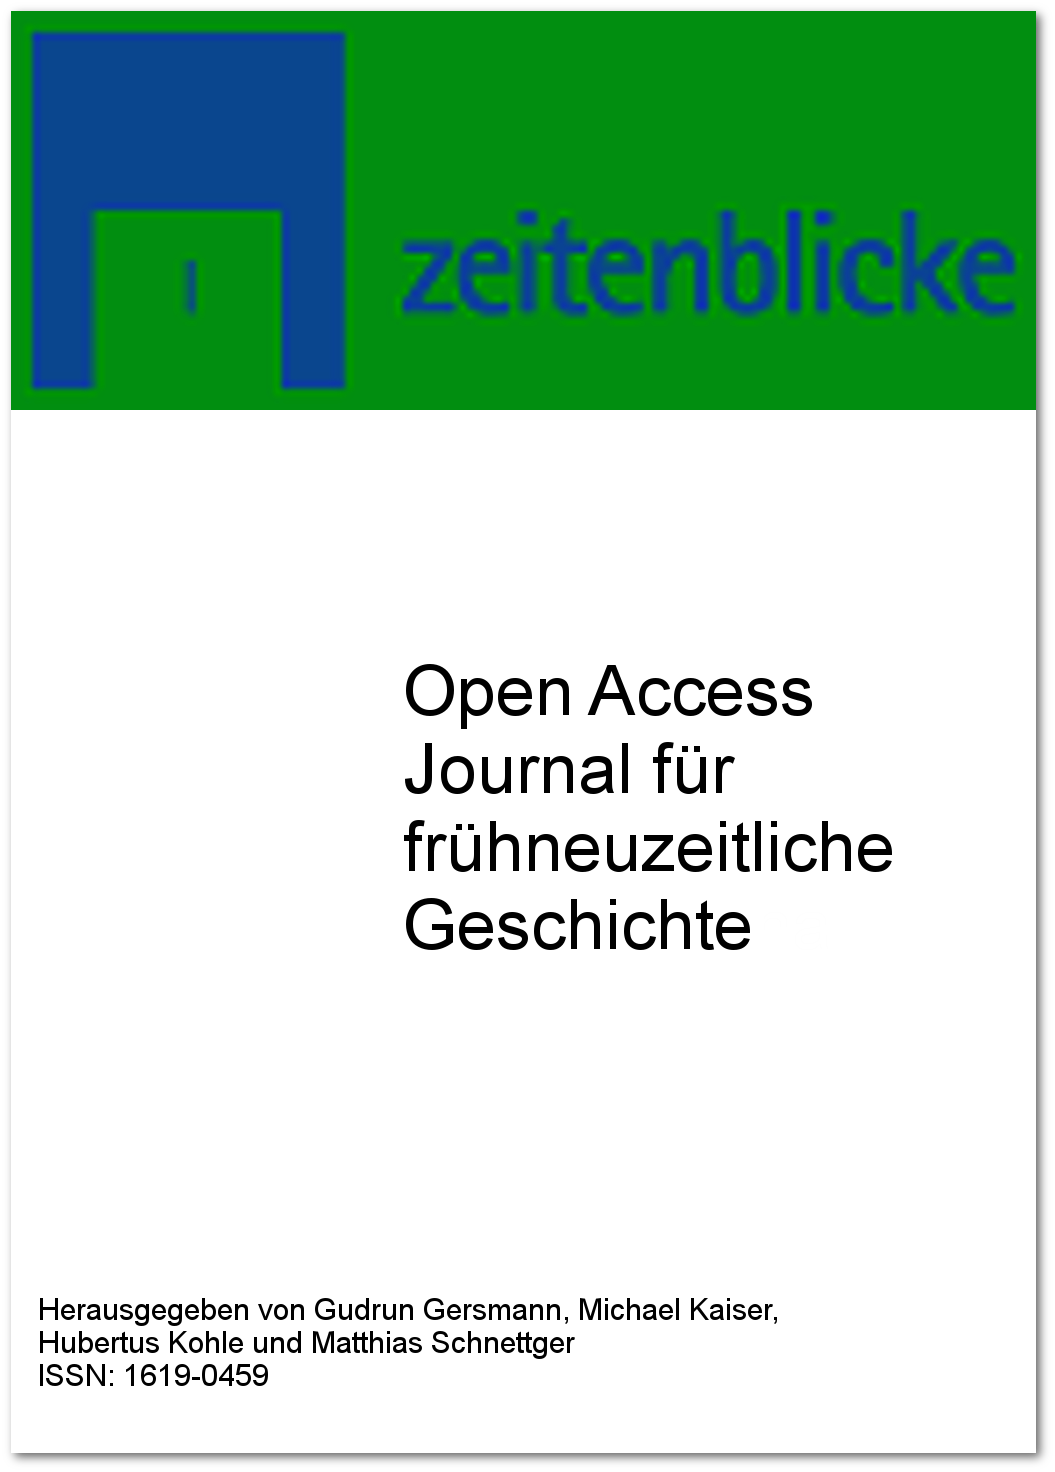 zeitenblicke
Open Access
Journal für
frühneuzeitliche
Geschichte
Herausgegeben von Gudrun Gersmann, Michael Kaiser,
Hubertus Kohle und Matthias Schnettger
ISSN: 1619-0459